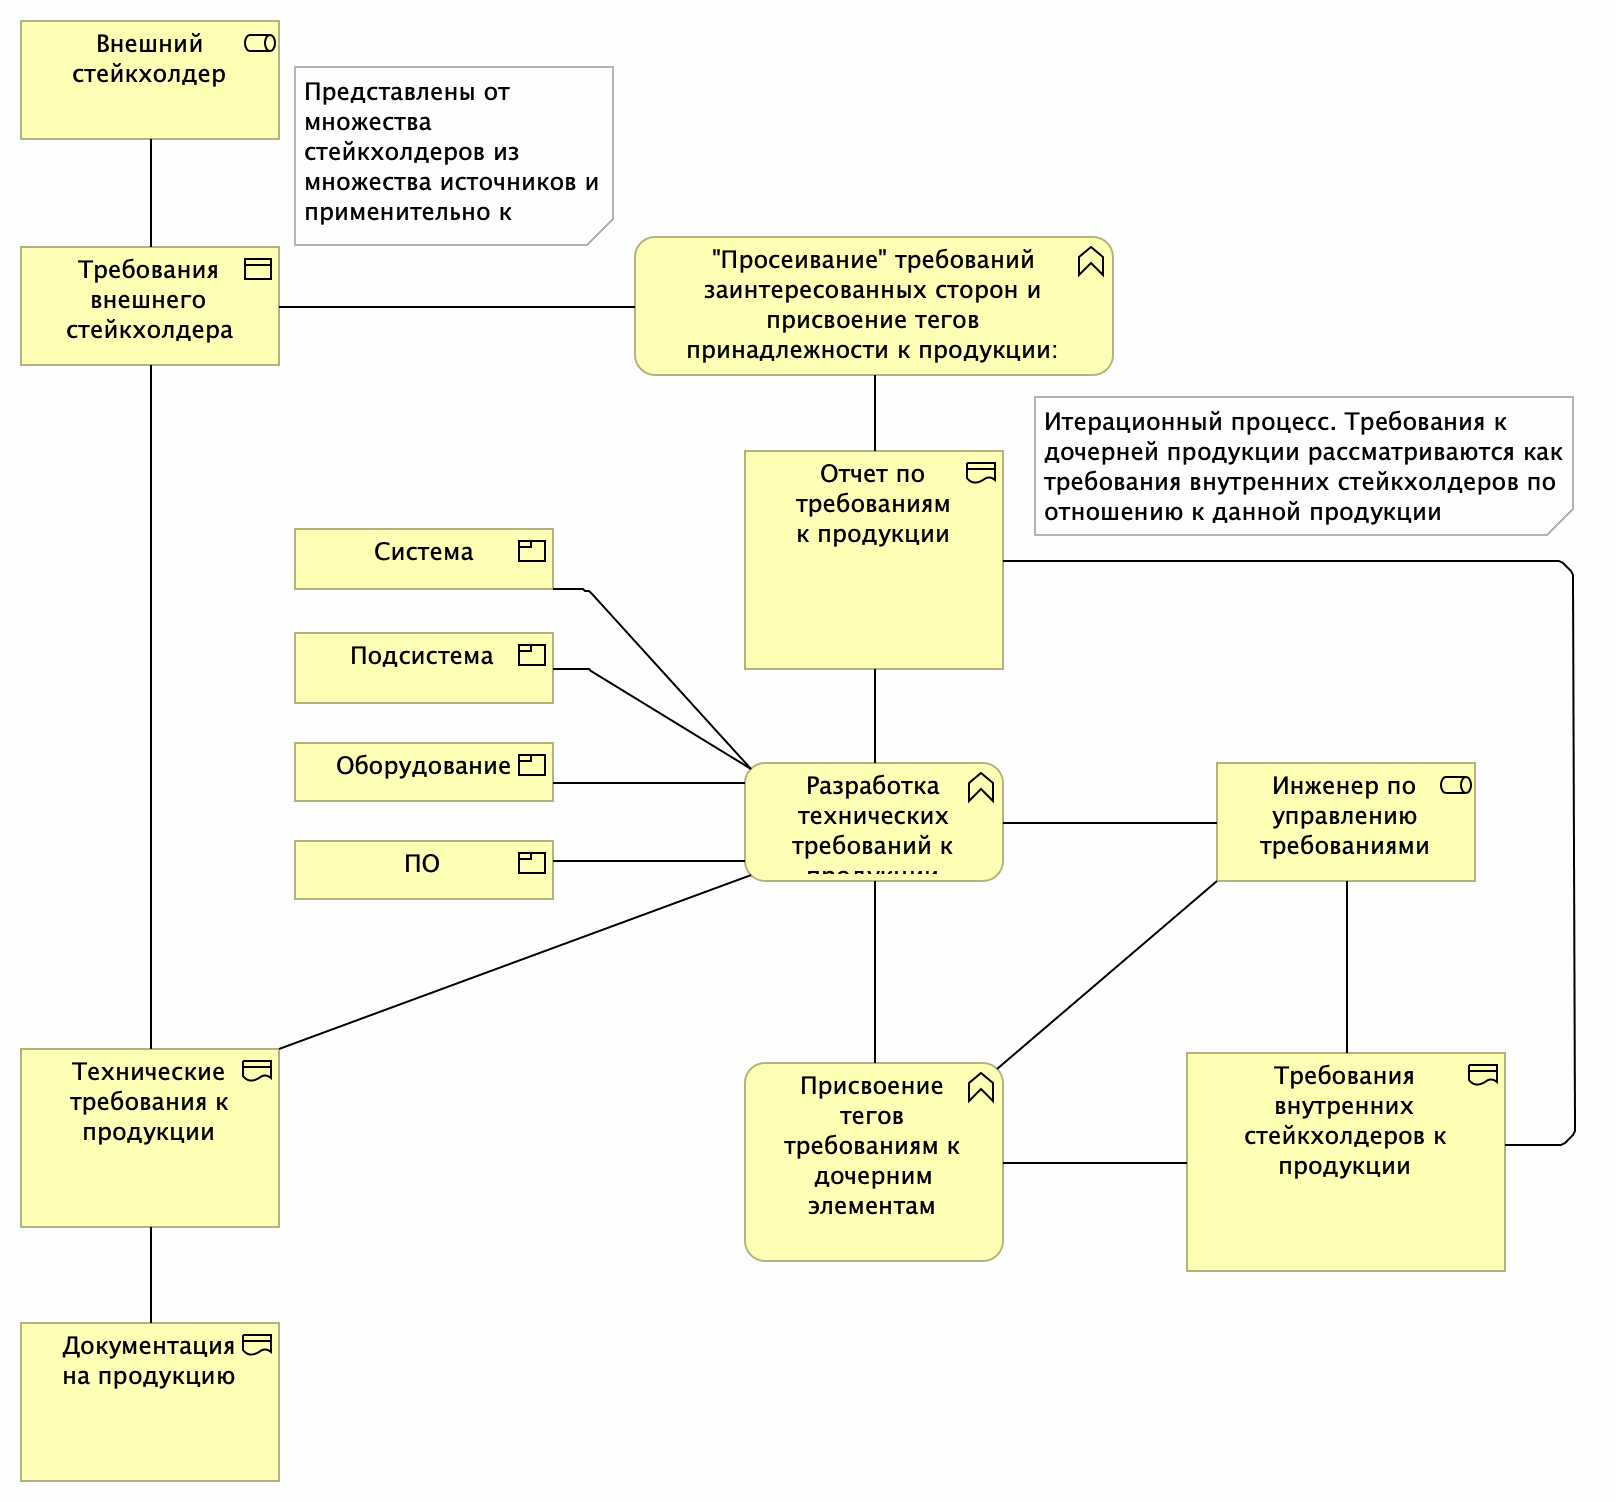 Внешний
стейкхолдер
Представлены от
множества
стейкхолдеров из
множества источников и
применительно к
Требования
внешнего
стейкхолдера
"Просеивание" требований
заинтересованных сторон и
присвоение тегов
принадлежности к продукции:
Итерационный процесс. Требования к
дочерней продукции рассматриваются как
требования внутренних стейкхолдеров по
отношению к данной продукции
Отчет по
требованиям
к продукции
Система
Подсистема
Оборудование
ПО
Разработка
технических
требований к
продукции
Инженер по
управлению
требованиями
Технические
требования к
продукции
Присвоение
тегов
требованиям к
дочерним
элементам
Требования
внутренних
стейкхолдеров к
продукции
Документация
на продукцию